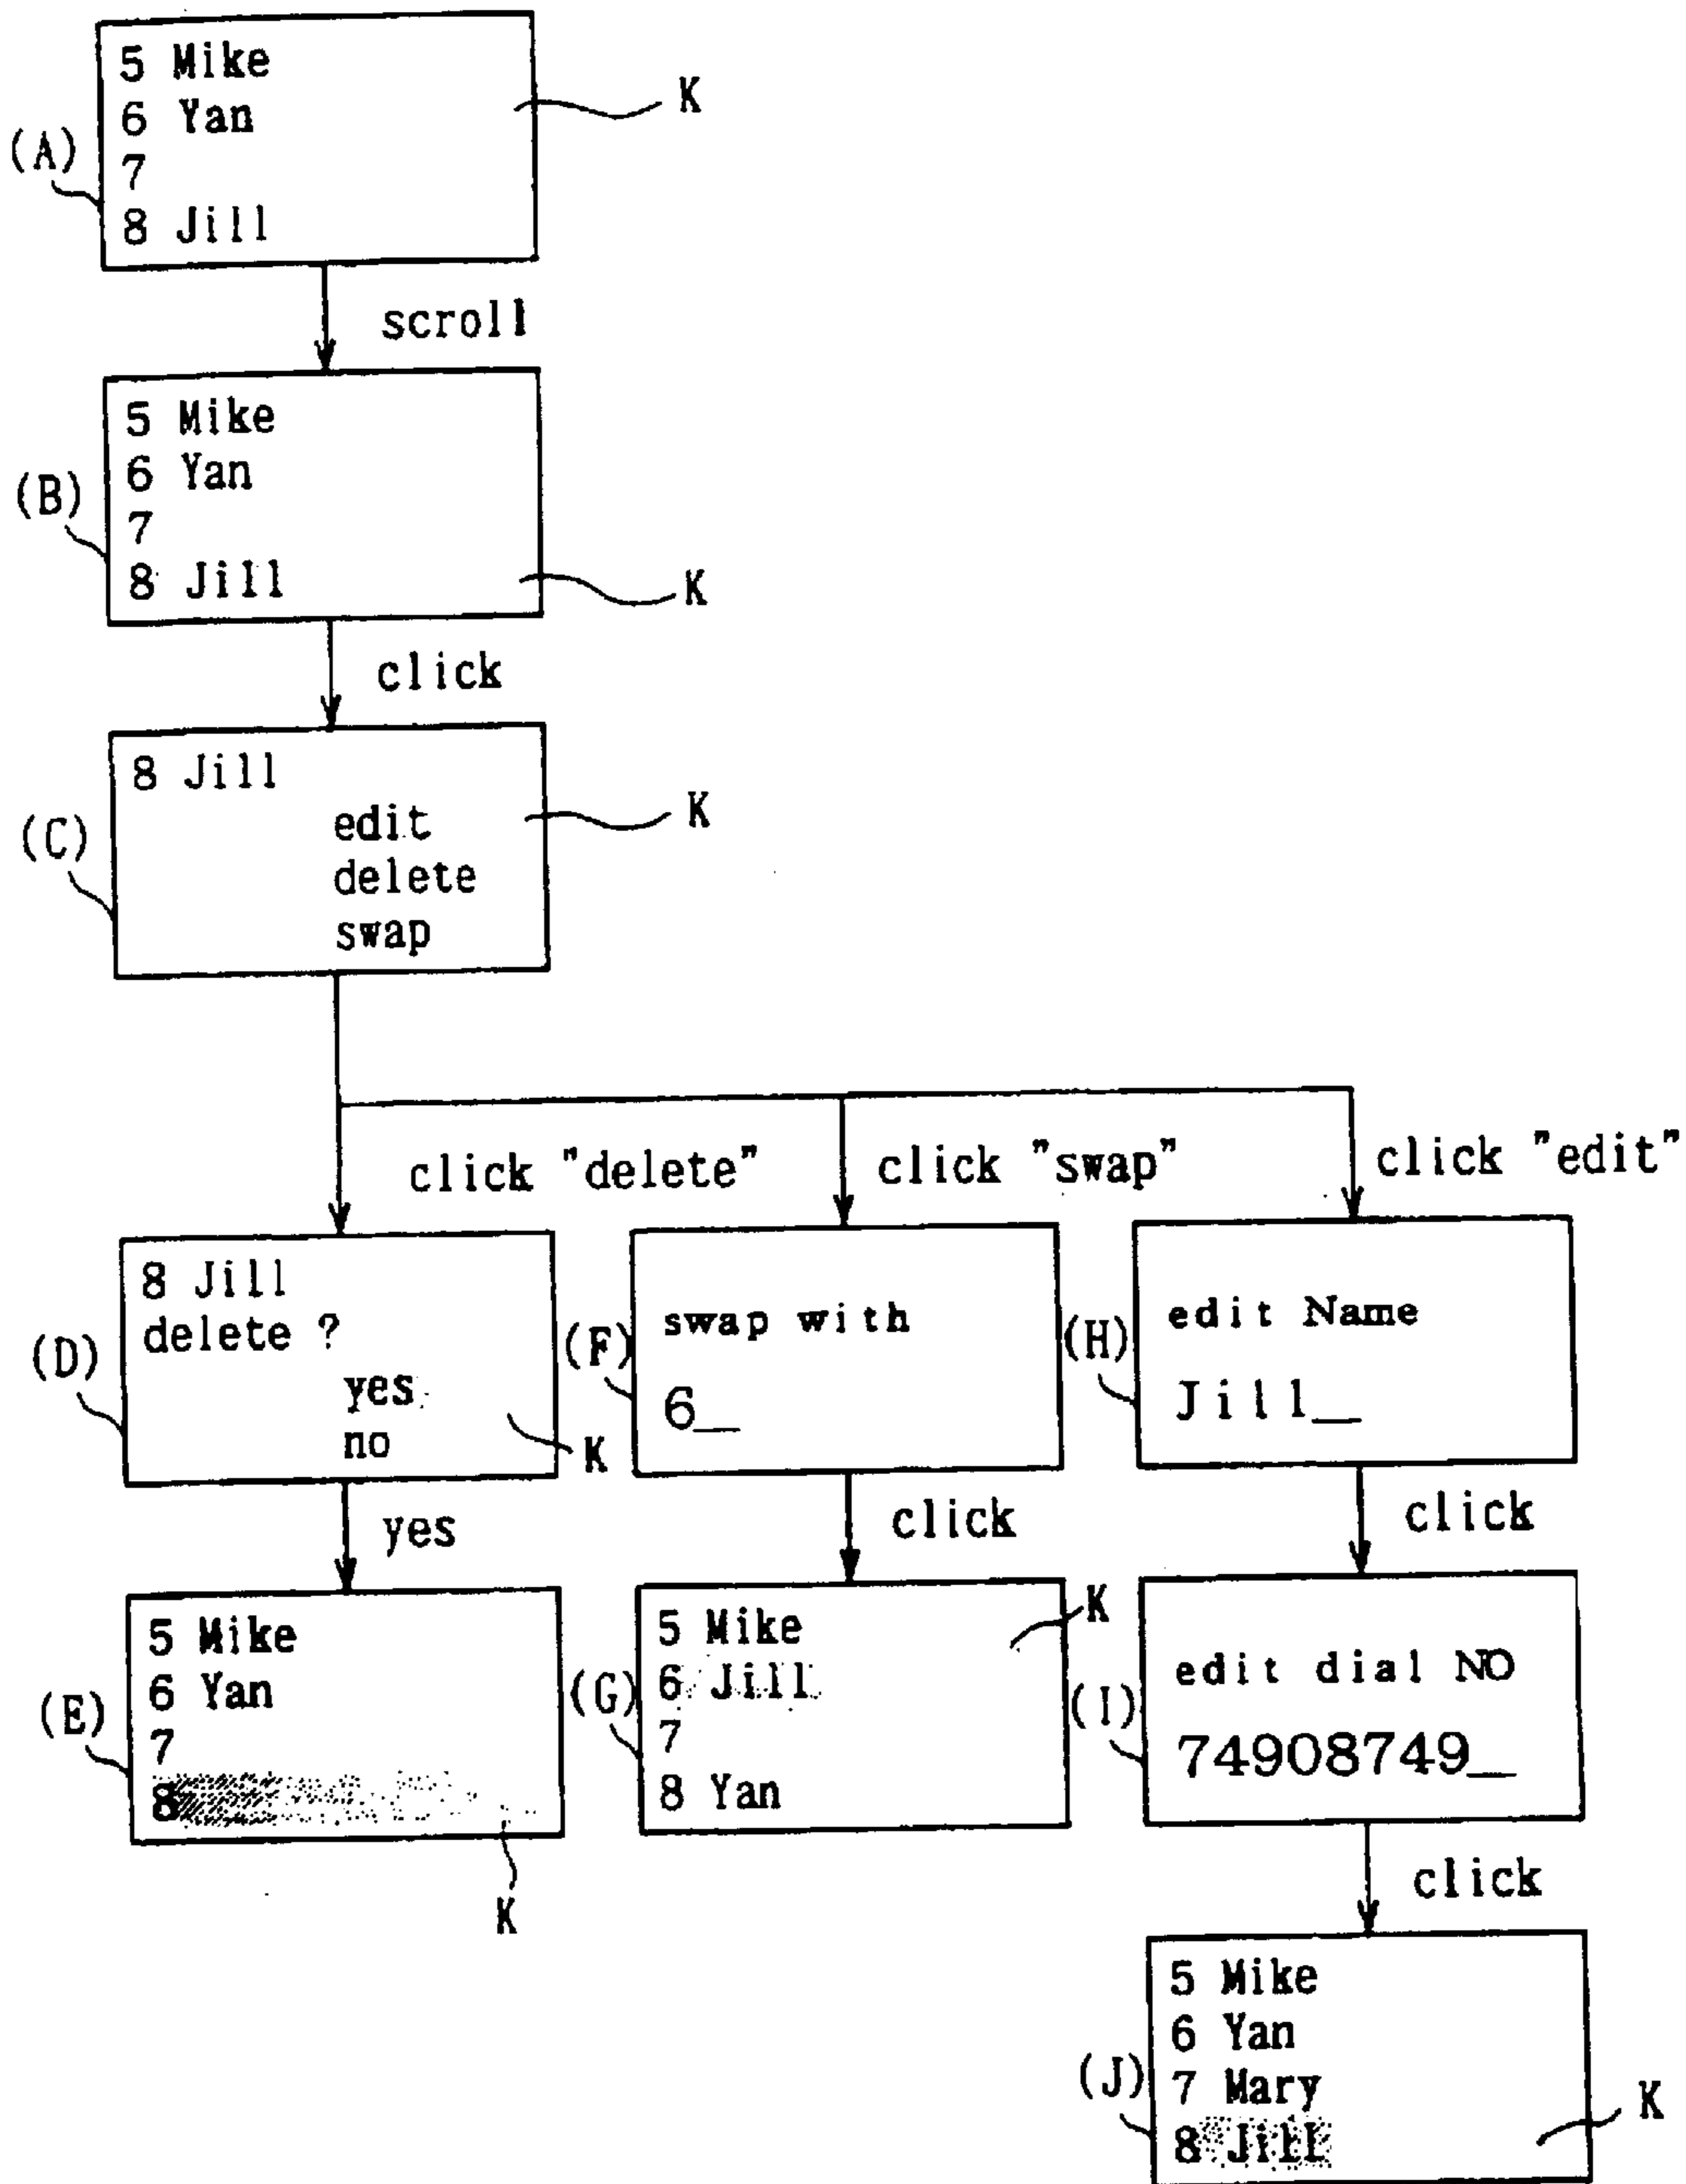 5 Mike
6 Yan
7
8 Jill
(A)
K
scroll
5 Mike
6 Yan
7
8 Jill
(B)
K
click
8 Jill
edit
delete
swap
(C)
K
click "delete"
click "swap"
click "edit"
8 Jill
delete ?
yes
no
(D)
K
yes
5 Mike
6 Yan
7
8
(E)
K
swap with
6_
(F)
click
5 Mike
6 Jill
7
8 Yan
(G)
K
edit Name
Jill_
(H)
click
edit dial NO
74908749_
(I)
click
5 Mike
6 Yan
7 Mary
8 Jill
(J)
K